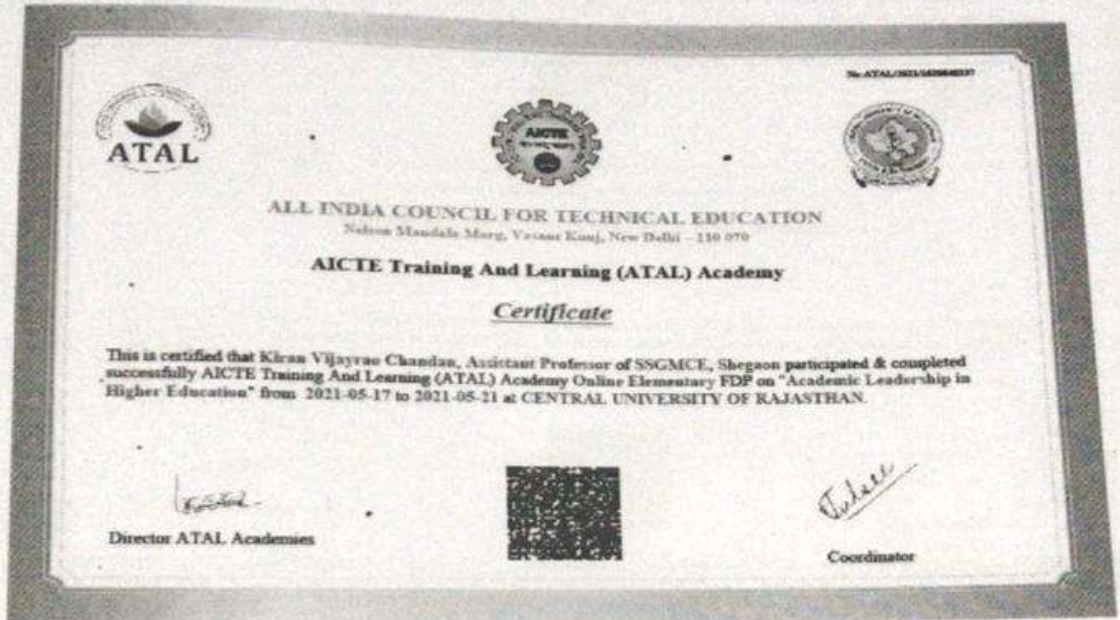 ATAL
AICTE
ALL INDIA COUNCIL FOR TECHNICAL EDUCATION
Nelson Mandela Marg, Vasant Kunj, New Delhi – 110 070
AICTE Training And Learning (ATAL) Academy
Certificate
This is certified that Kiran Vijayrao Chandan, Assistant Professor of SSGMCE, Shegaon participated & completed
successfully AICTE Training And Learning (ATAL) Academy Online Elementary FDP on "Academic Leadership in
Higher Education" from 2021-05-17 to 2021-05-21 at CENTRAL UNIVERSITY OF RAJASTHAN.
Director ATAL Academies
Coordinator